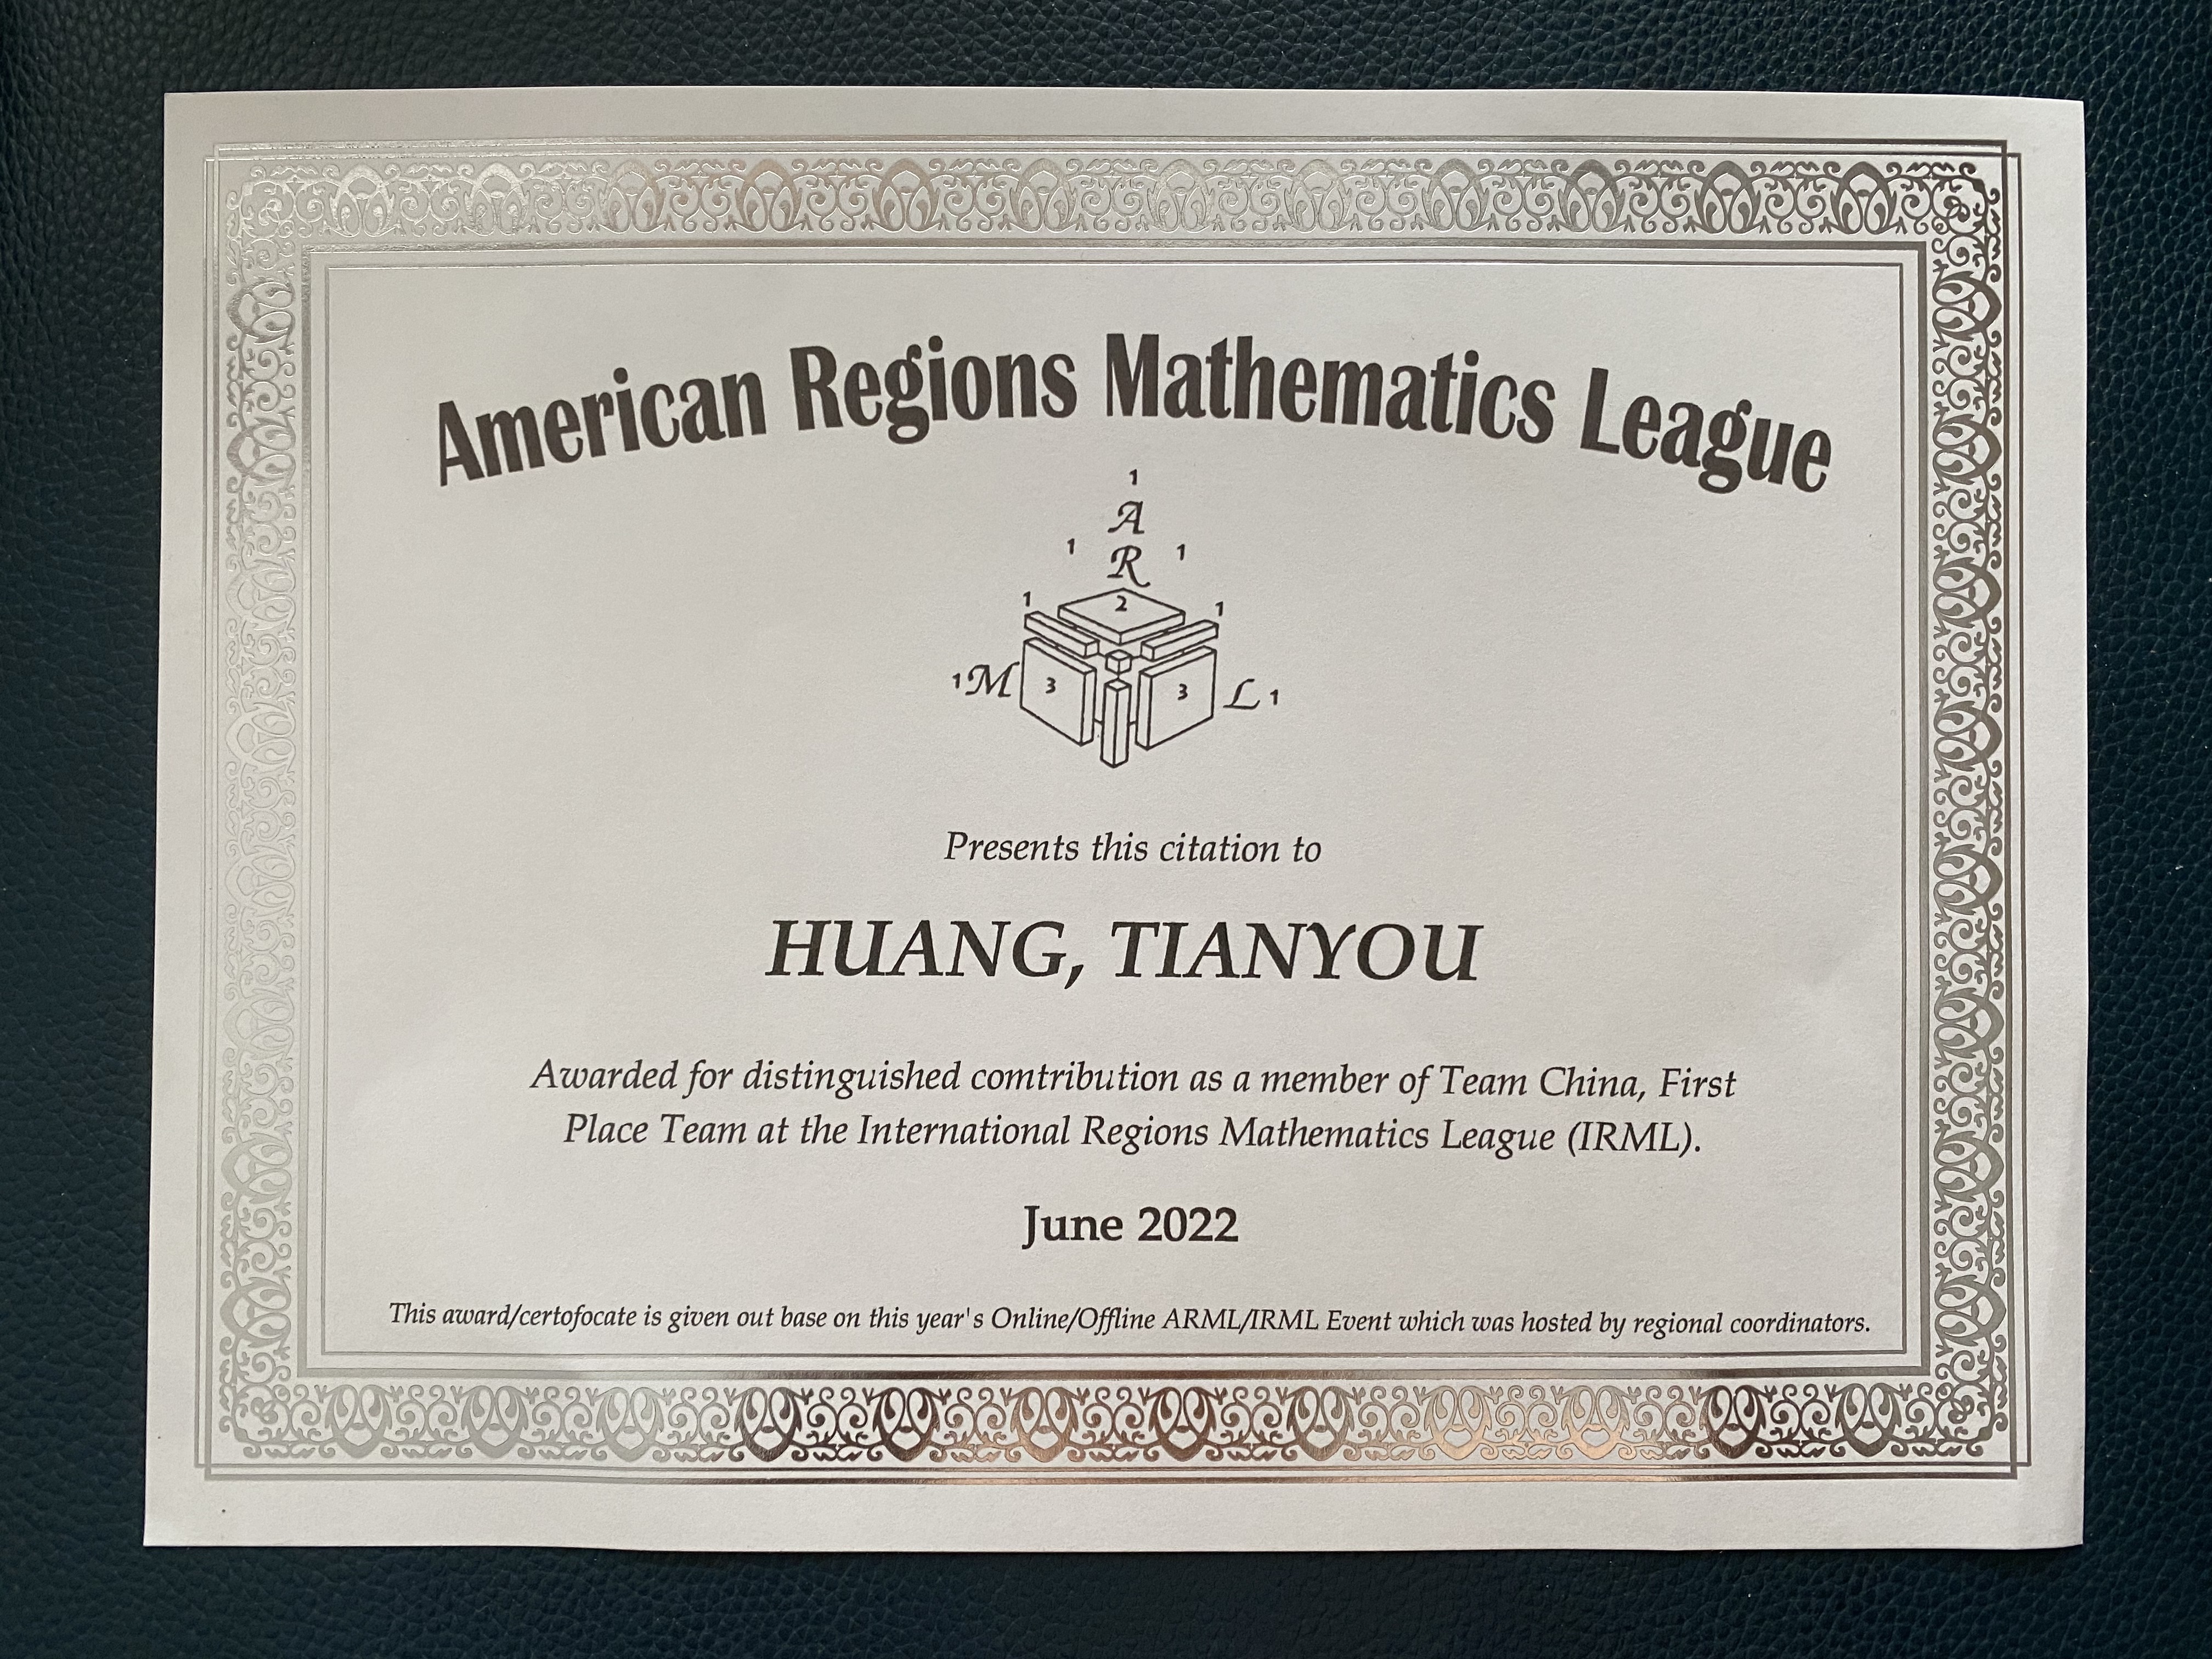 American Regions Mathematics League
1
A
1 R 1
1 2 1
1 M 3 3 L 1
Presents this citation to
HUANG, TIANYOU
Awarded for distinguished comtribution as a member of Team China, First
Place Team at the International Regions Mathematics League (IRML).
June 2022
This award/certofocate is given out base on this year's Online/Offline ARML/IRML Event which was hosted by regional coordinators.